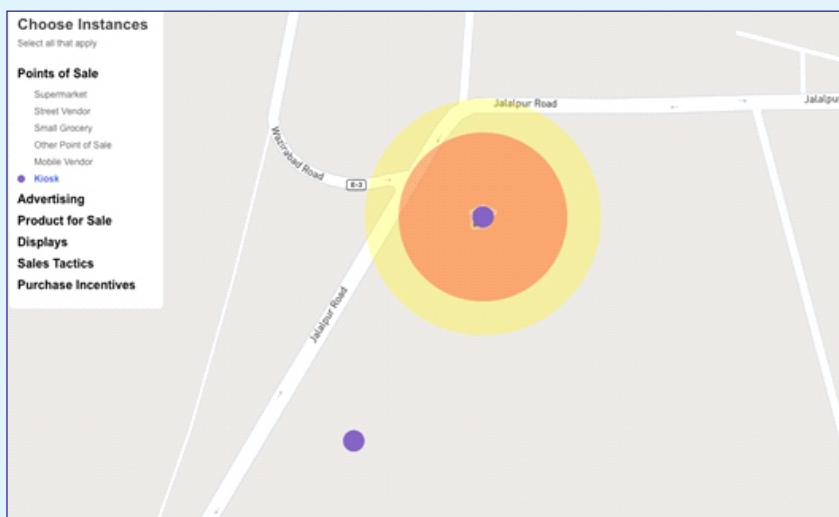 Choose Instances
Select all that apply
Points of Sale
Supermarket
Street Vendor
Small Grocery
Other Point of Sale
Mobile Vendor
Kiosk
Advertising
Product for Sale
Displays
Sales Tactics
Purchase Incentives
Jalalpur Road
Jalalpur
Wazirabad Road
E-3
Jalalpur Road